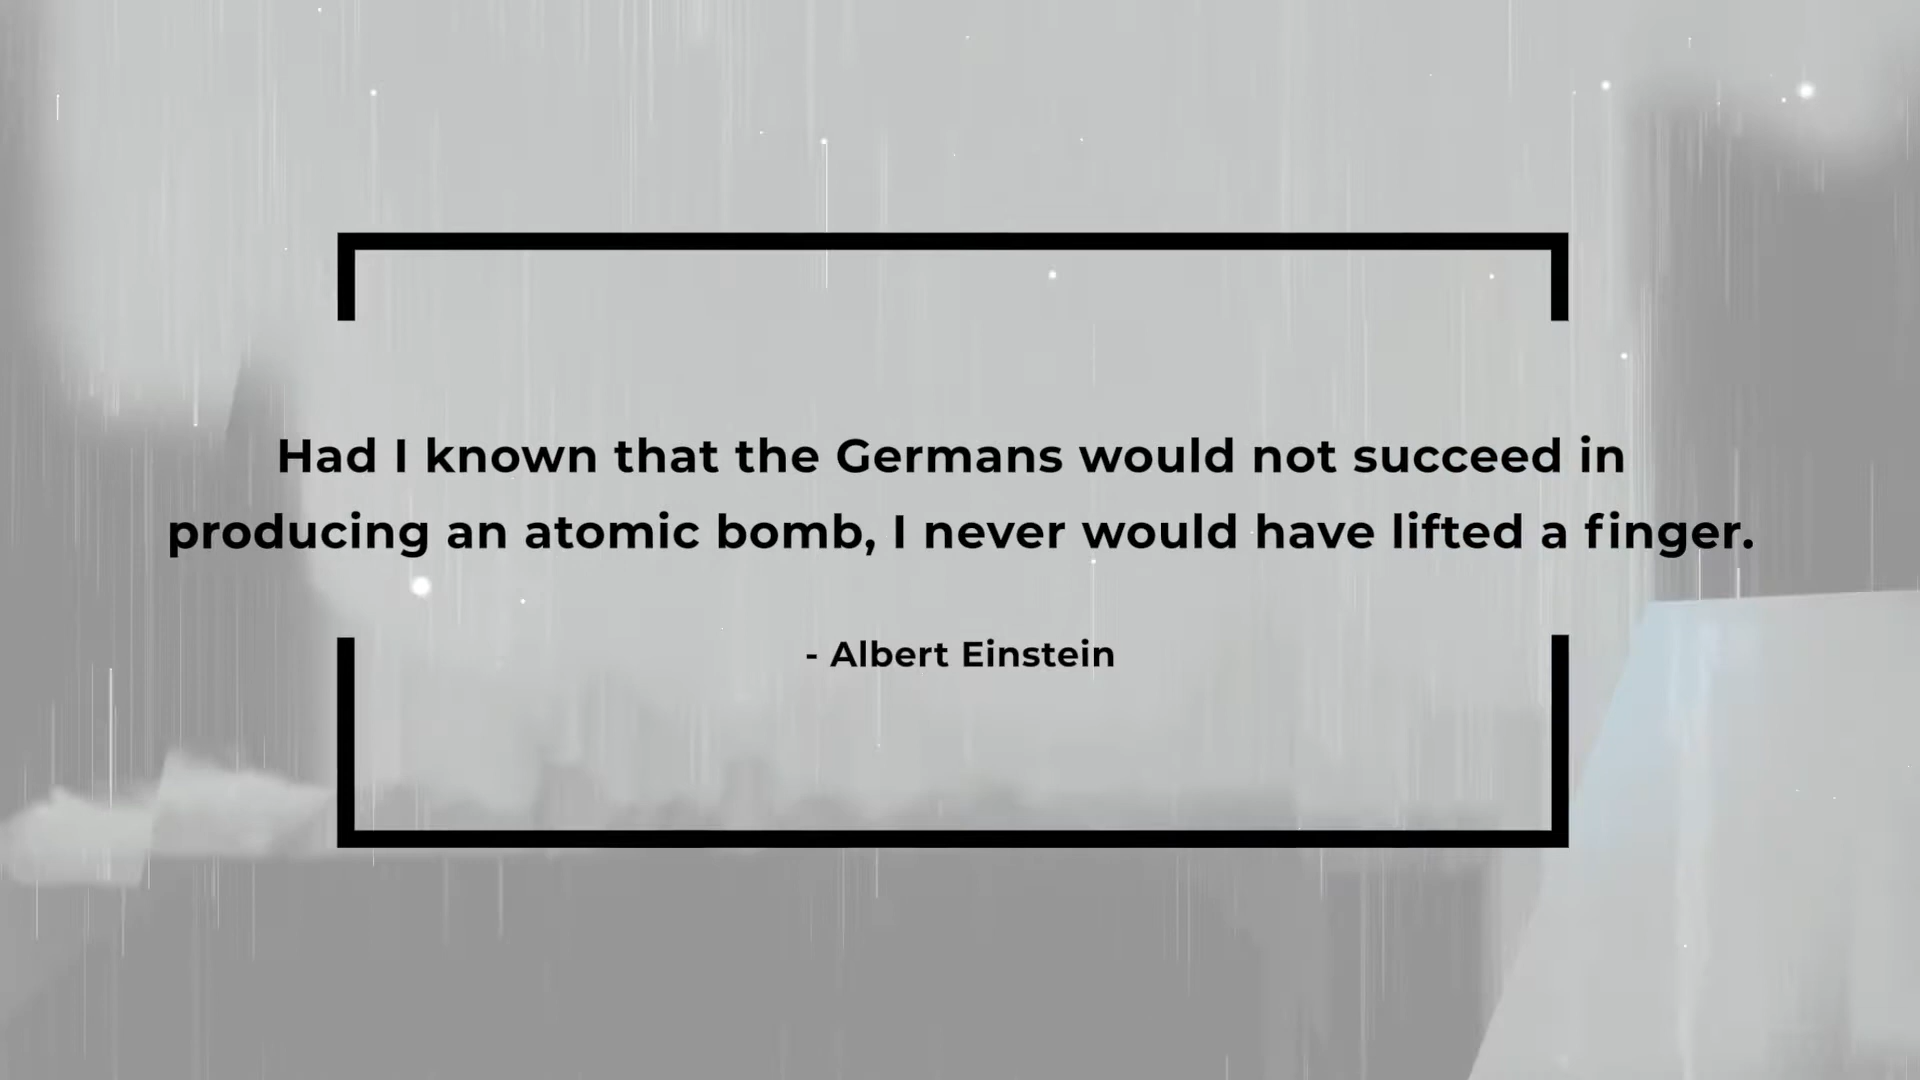 Had I known that the Germans would not succeed in
producing an atomic bomb, I never would have lifted a finger.
- Albert Einstein